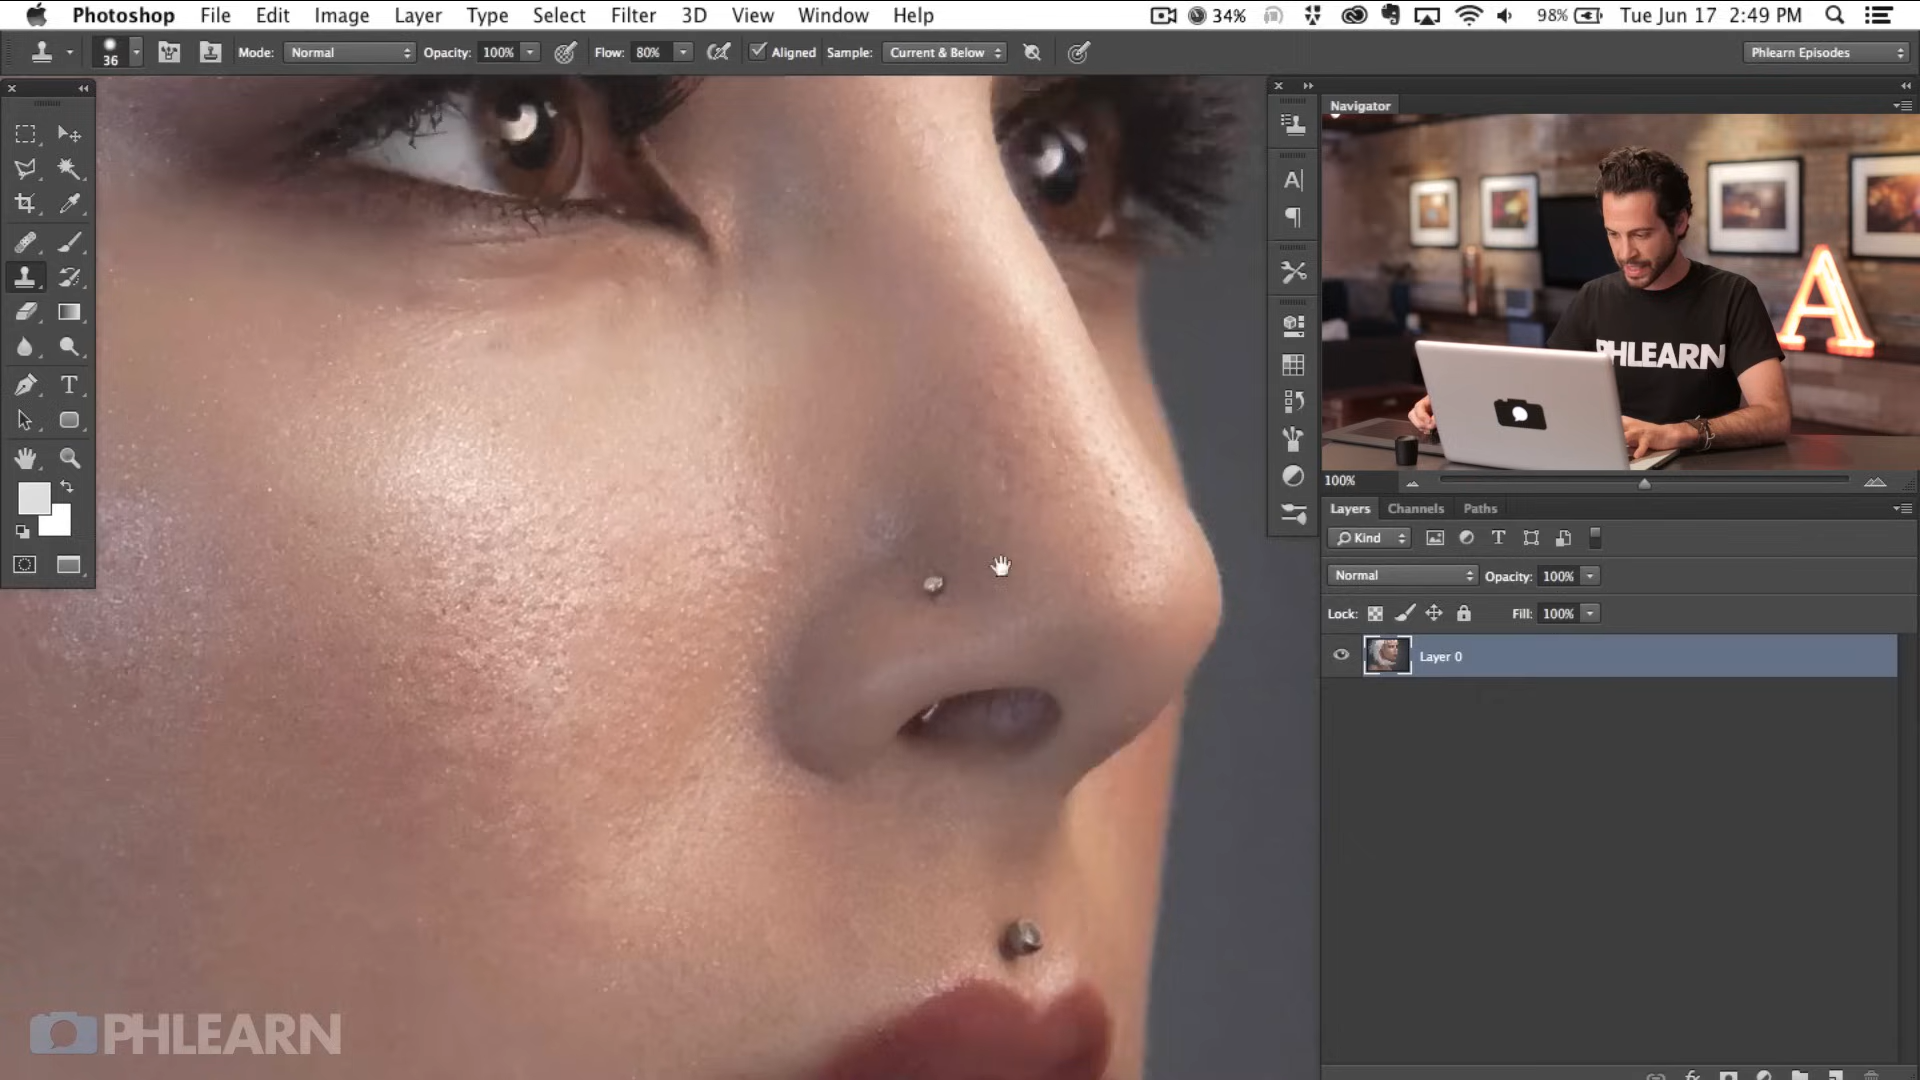 Photoshop File Edit Image Layer Type Select Filter 3D View Window Help 34% 98% Tue Jun 17 2:49 PM
36 Mode: Normal Opacity: 100% Flow: 80% Aligned Sample: Current & Below Phlearn Episodes
Navigator
A
PHLEARN
A
T
100%
Layers Channels Paths
Kind T
Normal Opacity: 100%
Lock: Fill: 100%
Layer 0
PHLEARN
fx